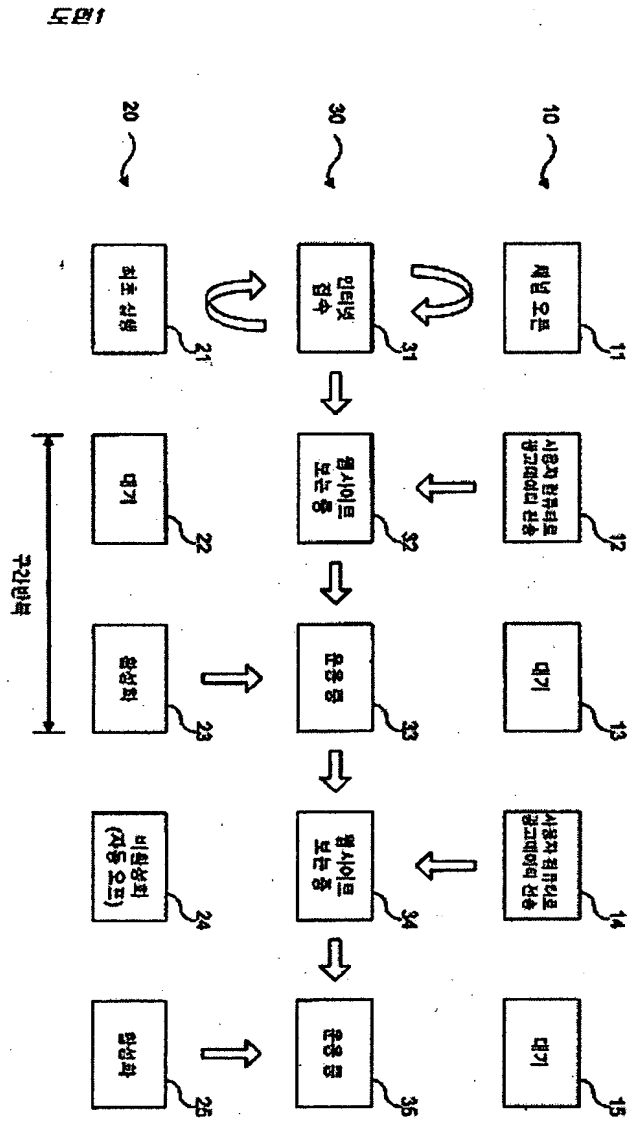 도면1
10
11
채널 오픈
12
사용자 컴퓨터로
광고데이터 전송
13
대기
14
사용자 컴퓨터로
광고데이터 전송
15
대기
30
31
인터넷
접속
32
웹사이트
보는 중
33
운용중
34
웹사이트
보는 중
35
운용중
20
21
최초 실행
22
대기
23
활성화
24
비활성화
(자동 오프)
25
활성화
구간반복